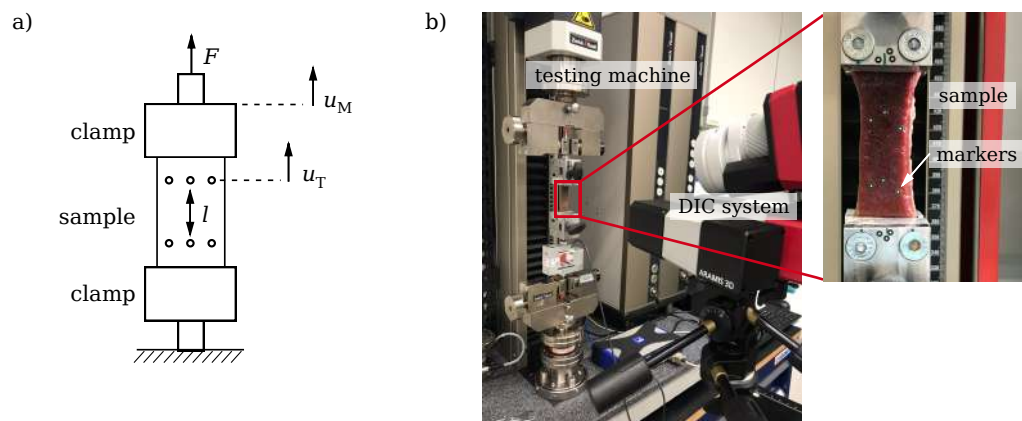 a)
F
u_M
clamp
u_T
sample
l
clamp
b)
testing machine
DIC system
ARAMIS 3D
sample
markers